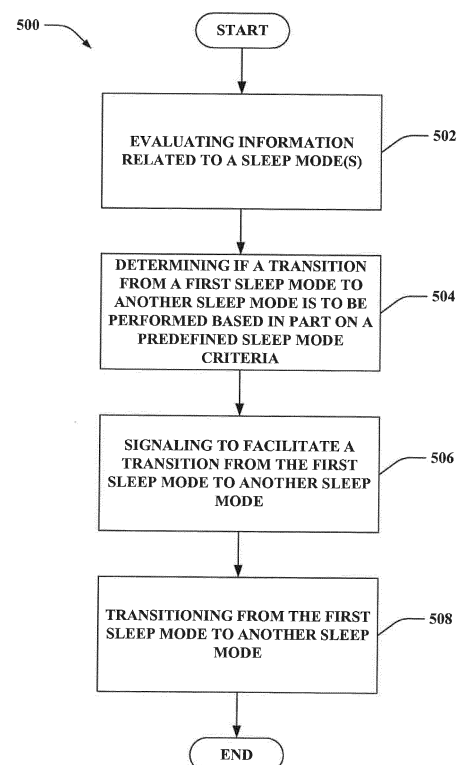 500
START
EVALUATING INFORMATION
RELATED TO A SLEEP MODE(S)
502
DETERMINING IF A TRANSITION
FROM A FIRST SLEEP MODE TO
ANOTHER SLEEP MODE IS TO BE
PERFORMED BASED IN PART ON A
PREDEFINED SLEEP MODE
CRITERIA
504
SIGNALING TO FACILITATE A
TRANSITION FROM THE FIRST
SLEEP MODE TO ANOTHER SLEEP
MODE
506
TRANSITIONING FROM THE FIRST
SLEEP MODE TO ANOTHER SLEEP
MODE
508
END